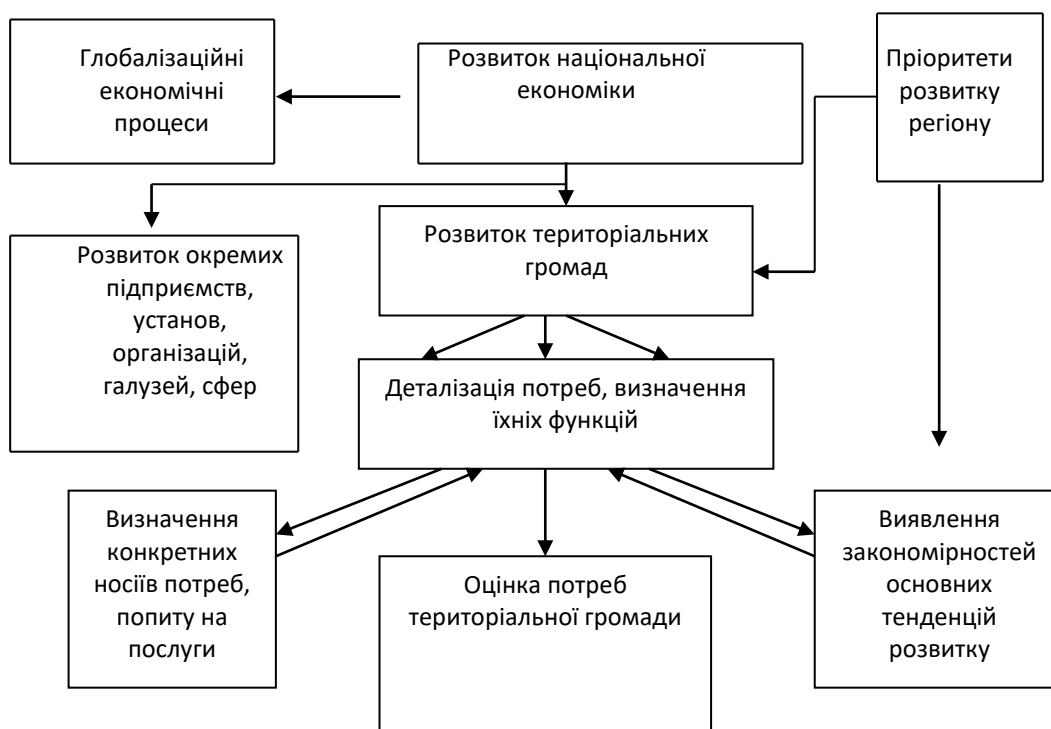 Глобалізаційні
економічні
процеси
Розвиток національної
економіки
Пріоритети
розвитку
регіону
Розвиток окремих
підприємств,
установ,
організацій,
галузей, сфер
Розвиток територіальних
громад
Деталізація потреб, визначення
їхніх функцій
Визначення
конкретних
носіїв потреб,
попиту на
послуги
Оцінка потреб
територіальної громади
Виявлення
закономірностей
основних
тенденцій
розвитку